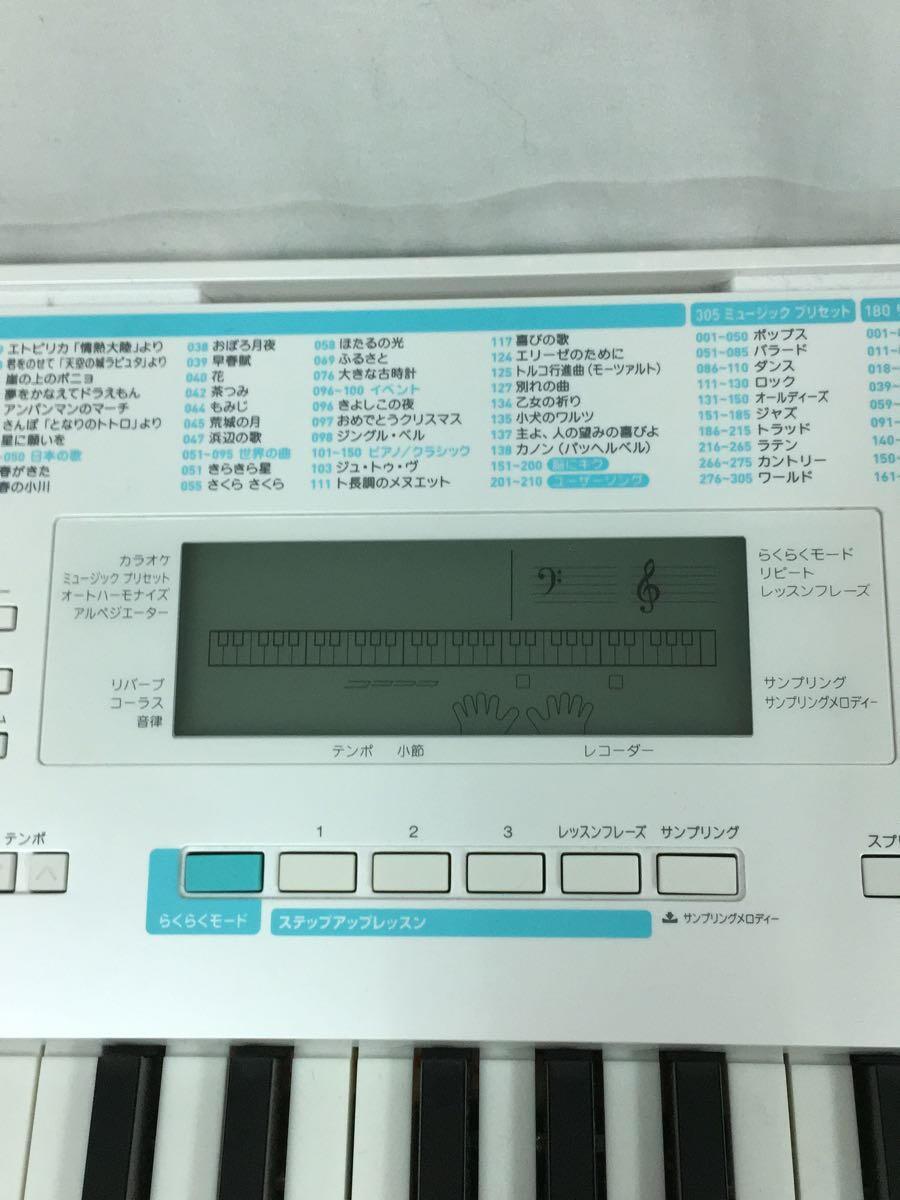 305 ミュージック プリセット
180
エトピリカ「情熱大陸」より
君をのせて「天空の城ラピュタ」より
崖の上のポニョ
夢をかなえてドラえもん
アンパンマンのマーチ
さんぽ「となりのトトロ」より
星に願いを
050 日本の歌
春がきた
春の小川
038 おぼろ月夜
039 早春賦
040 花
042 茶つみ
044 もみじ
045 荒城の月
047 浜辺の歌
051~095 世界の曲
051 きらきら星
055 さくら さくら
058 ほたるの光
069 ふるさと
076 大きな古時計
096~100 イベント
096 きよしこの夜
097 おめでとうクリスマス
098 ジングル・ベル
101~150 ピアノ/クラシック
103 ジュ・トゥ・ヴ
111 ト長調のメヌエット
117 喜びの歌
124 エリーゼのために
125 トルコ行進曲(モーツァルト)
127 別れの曲
134 乙女の祈り
135 小犬のワルツ
137 主よ、人の望みの喜びよ
138 カノン(パッヘルベル)
151~200 脳にキク
201~210 ユーザーソング
001~050 ポップス
051~085 バラード
086~110 ダンス
111~130 ロック
131~150 オールディーズ
151~185 ジャズ
186~215 トラッド
216~265 ラテン
266~275 カントリー
276~305 ワールド
001~
011~
018~
039~
059~
091~
140~
150~
161~
カラオケ
ミュージック プリセット
オートハーモナイズ
アルペジエーター
らくらくモード
リピート
レッスンフレーズ
リバーブ
コーラス
音律
サンプリング
サンプリングメロディー
テンポ 小節 レコーダー
テンポ
1 2 3 レッスンフレーズ サンプリング
スプリ
らくらくモード
ステップアップレッスン
サンプリングメロディー